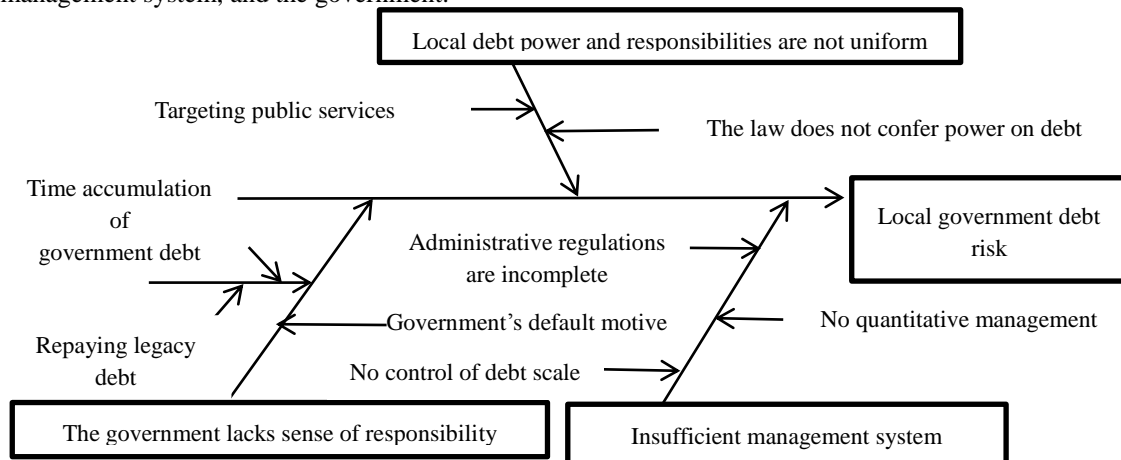 management system, and the government.
Local debt power and responsibilities are not uniform
Targeting public services
The law does not confer power on debt
Time accumulation
of
government debt
Local government debt
risk
Administrative regulations
are incomplete
Government's default motive
No quantitative management
Repaying legacy
debt
No control of debt scale
The government lacks sense of responsibility
Insufficient management system